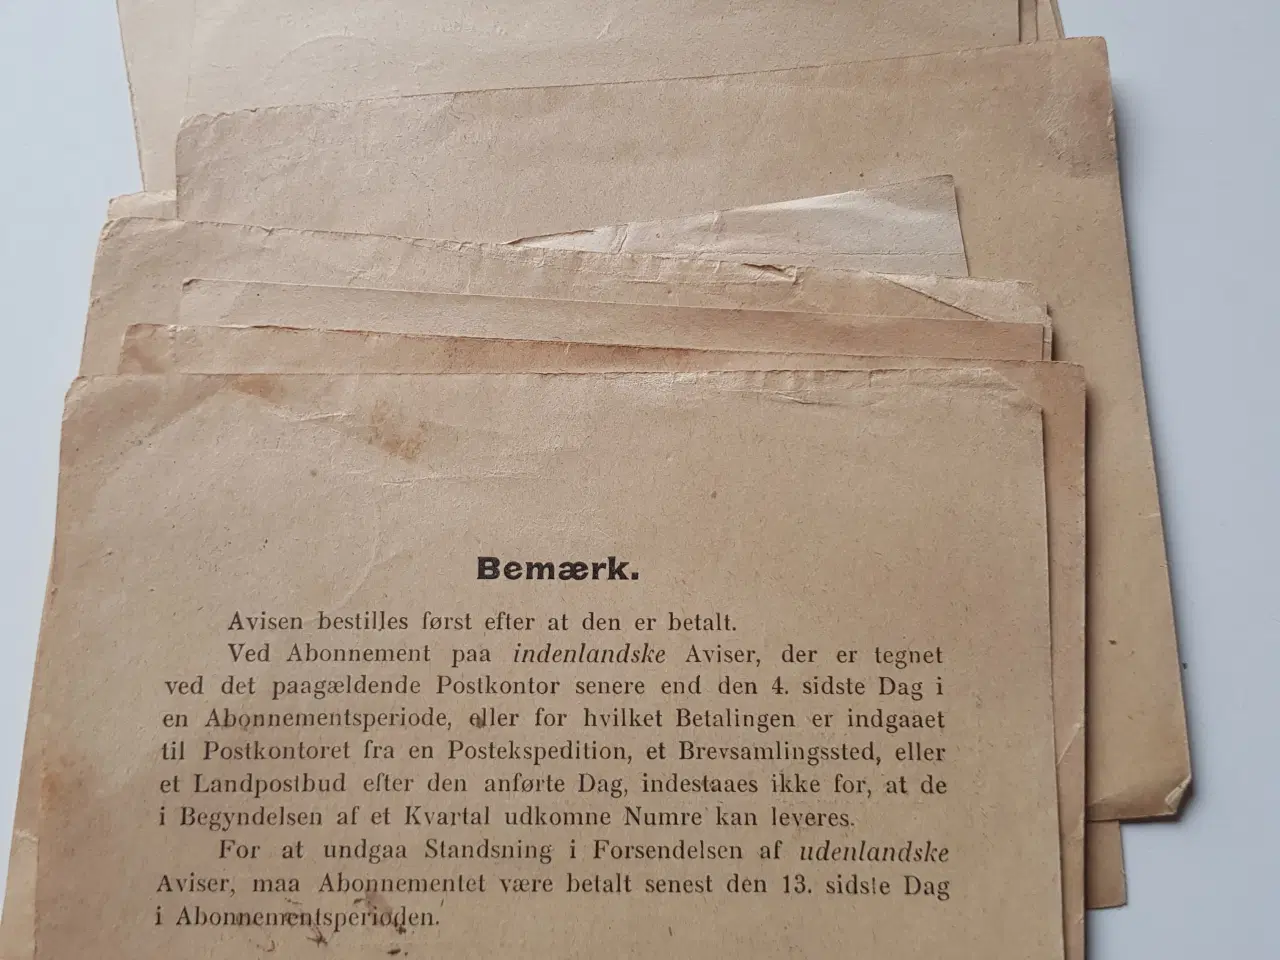 Bemærk.
Avisen bestilles først efter at den er betalt.
Ved Abonnement paa indenlandske Aviser, der er tegnet
ved det paagældende Postkontor senere end den 4. sidste Dag i
en Abonnementsperiode, eller for hvilket Betalingen er indgaaet
til Postkontoret fra en Postekspedition, et Brevsamlingssted, eller
et Landpostbud efter den anførte Dag, indestaaes ikke for, at de
i Begyndelsen af et Kvartal udkomne Numre kan leveres.
For at undgaa Standsning i Forsendelsen af udenlandske
Aviser, maa Abonnementet være betalt senest den 13. sidste Dag
i Abonnementsperioden.